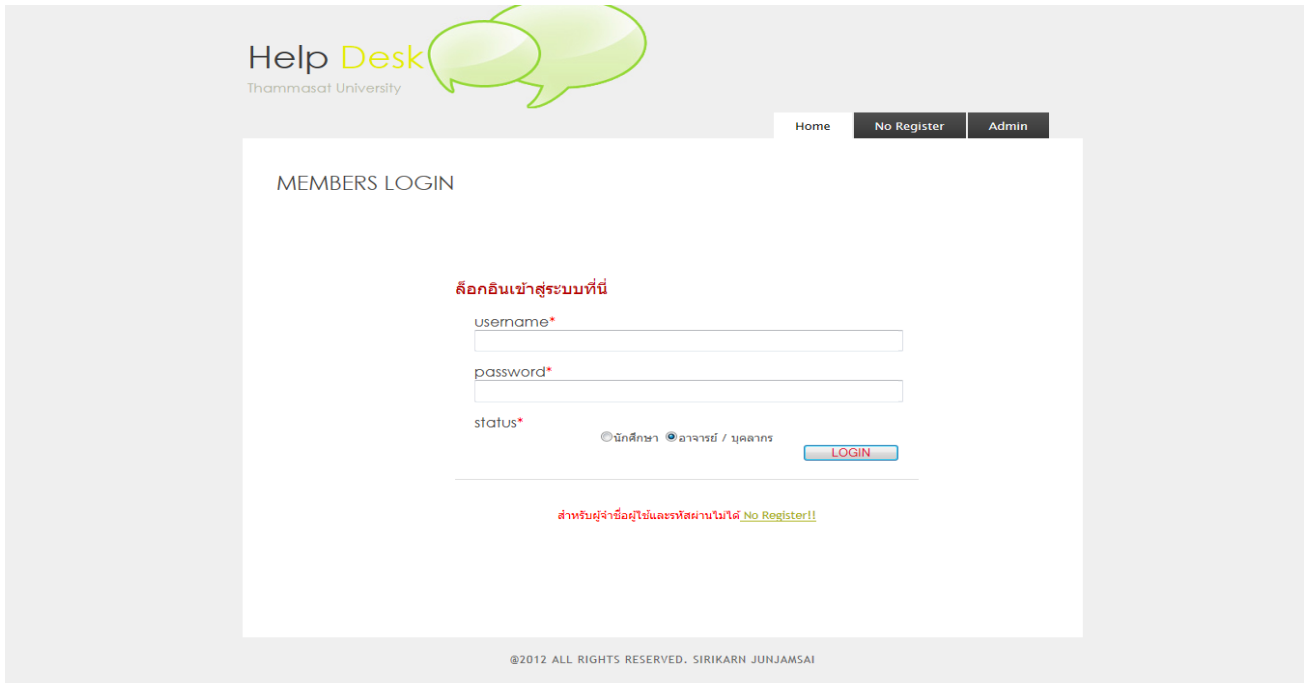 Help Desk
Thammasat University
Home No Register Admin
MEMBERS LOGIN
ล็อกอินเข้าสู่ระบบที่นี่
username*
password*
status*
นักศึกษา อาจารย์ / บุคลากร
LOGIN
สำหรับผู้จำชื่อผู้ใช้และรหัสผ่านไม่ได้ No Register!!
@2012 ALL RIGHTS RESERVED. SIRIKARN JUNJAMSAI